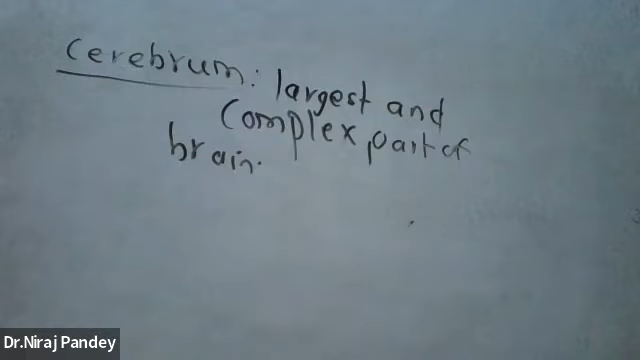 Cerebrum: largest and
Complex part of
brain.
Dr.Niraj Pandey